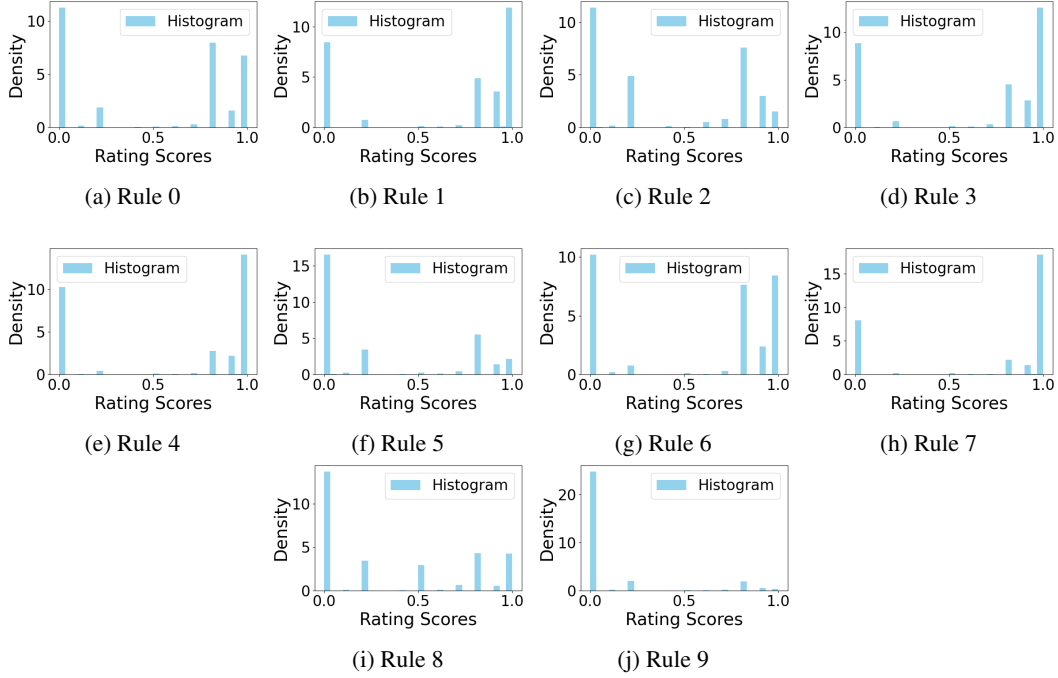 10
5
0
Density
Histogram
0.0 0.5 1.0
Rating Scores
(a) Rule 0
10
5
0
Density
Histogram
0.0 0.5 1.0
Rating Scores
(b) Rule 1
10
5
0
Density
Histogram
0.0 0.5 1.0
Rating Scores
(c) Rule 2
10
5
0
Density
Histogram
0.0 0.5 1.0
Rating Scores
(d) Rule 3
10
5
0
Density
Histogram
0.0 0.5 1.0
Rating Scores
(e) Rule 4
15
10
5
0
Density
Histogram
0.0 0.5 1.0
Rating Scores
(f) Rule 5
10
5
0
Density
Histogram
0.0 0.5 1.0
Rating Scores
(g) Rule 6
15
10
5
0
Density
Histogram
0.0 0.5 1.0
Rating Scores
(h) Rule 7
10
5
0
Density
Histogram
0.0 0.5 1.0
Rating Scores
(i) Rule 8
20
10
0
Density
Histogram
0.0 0.5 1.0
Rating Scores
(j) Rule 9